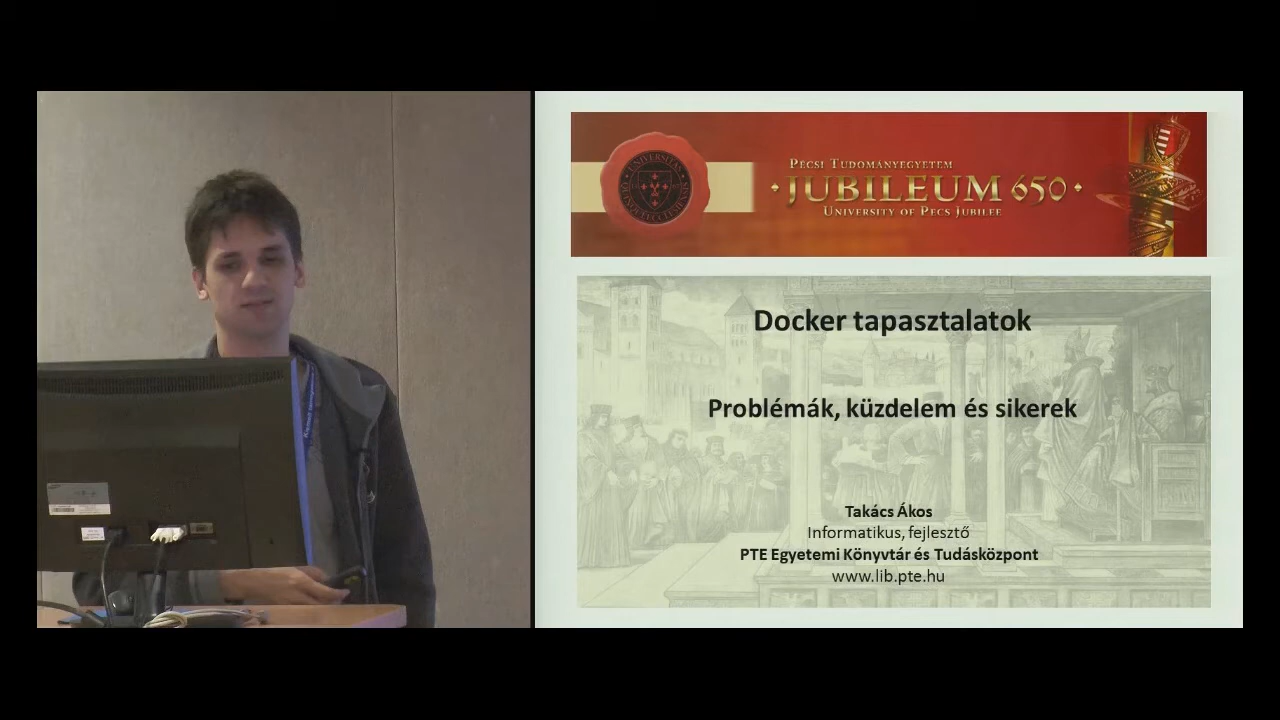 PÉCSI TUDOMÁNYEGYETEM
JUBILEUM 650
UNIVERSITY OF PECS JUBILEE
Docker tapasztalatok
Problémák, küzdelem és sikerek
Takács Ákos
Informatikus, fejlesztő
PTE Egyetemi Könyvtár és Tudásközpont
www.lib.pte.hu